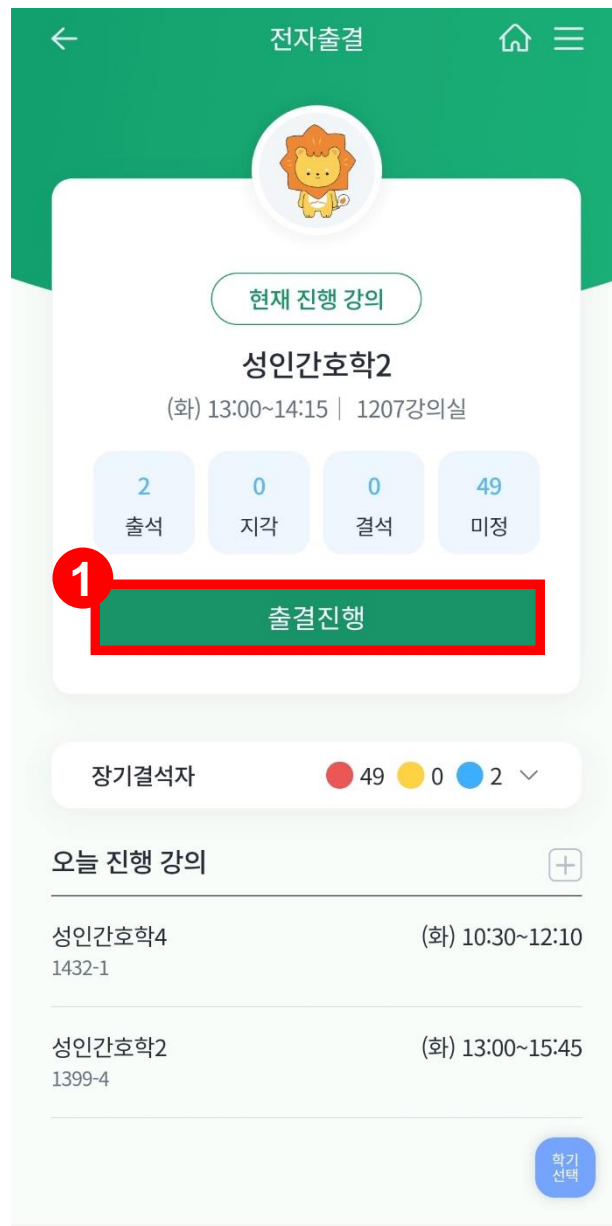 전자출결
현재 진행 강의
성인간호학2
(화) 13:00~14:15 | 1207강의실
2 0 0 49
출석 지각 결석 미정
1
출결진행
장기결석자 49 0 2
오늘 진행 강의
성인간호학4 (화) 10:30~12:10
1432-1
성인간호학2 (화) 13:00~15:45
1399-4
학기
선택